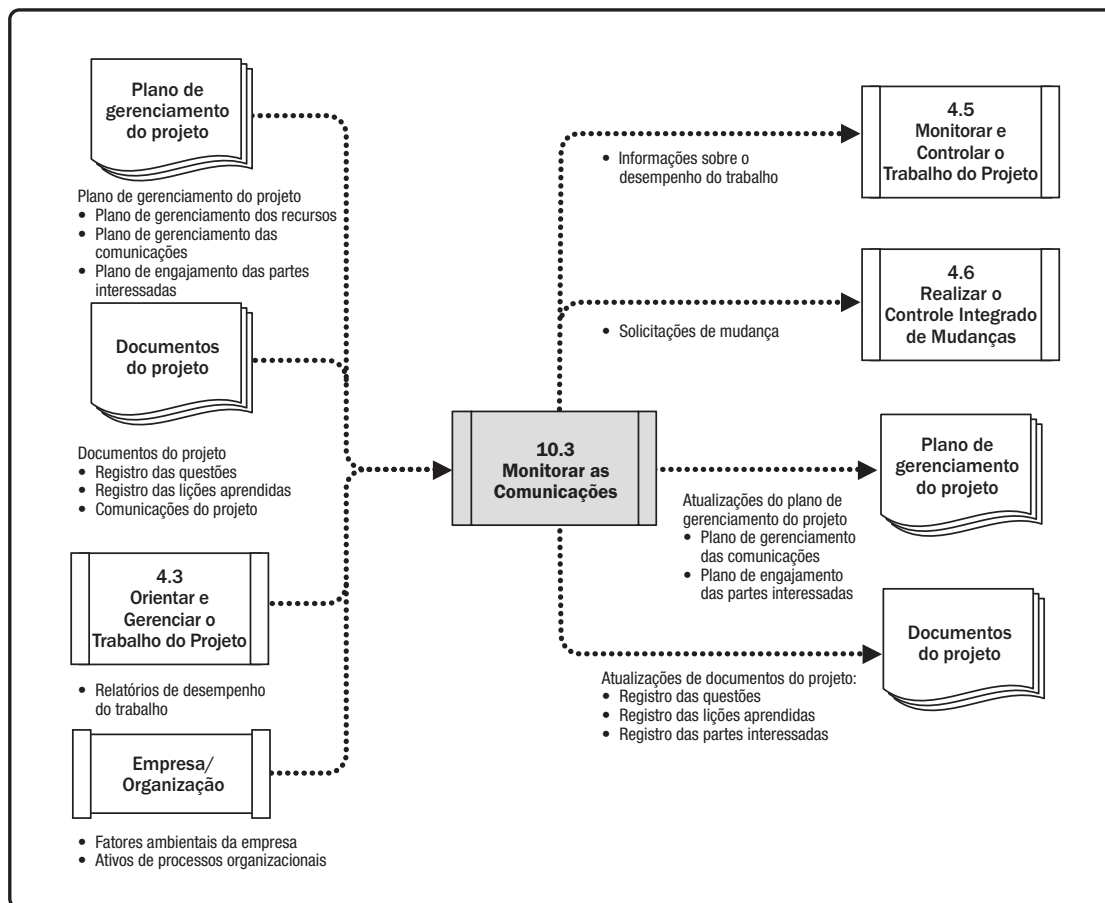 Plano de
gerenciamento
do projeto
Plano de gerenciamento do projeto
• Plano de gerenciamento dos recursos
• Plano de gerenciamento das
comunicações
• Plano de engajamento das partes
interessadas
Documentos
do projeto
Documentos do projeto
• Registro das questões
• Registro das lições aprendidas
• Comunicações do projeto
4.3
Orientar e
Gerenciar o
Trabalho do Projeto
• Relatórios de desempenho
do trabalho
Empresa/
Organização
• Fatores ambientais da empresa
• Ativos de processos organizacionais
10.3
Monitorar as
Comunicações
• Informações sobre o
desempenho do trabalho
4.5
Monitorar e
Controlar o
Trabalho do Projeto
• Solicitações de mudança
4.6
Realizar o
Controle Integrado
de Mudanças
Atualizações do plano de
gerenciamento do projeto
• Plano de gerenciamento
das comunicações
• Plano de engajamento
das partes interessadas
Plano de
gerenciamento
do projeto
Atualizações de documentos do projeto:
• Registro das questões
• Registro das lições aprendidas
• Registro das partes interessadas
Documentos
do projeto